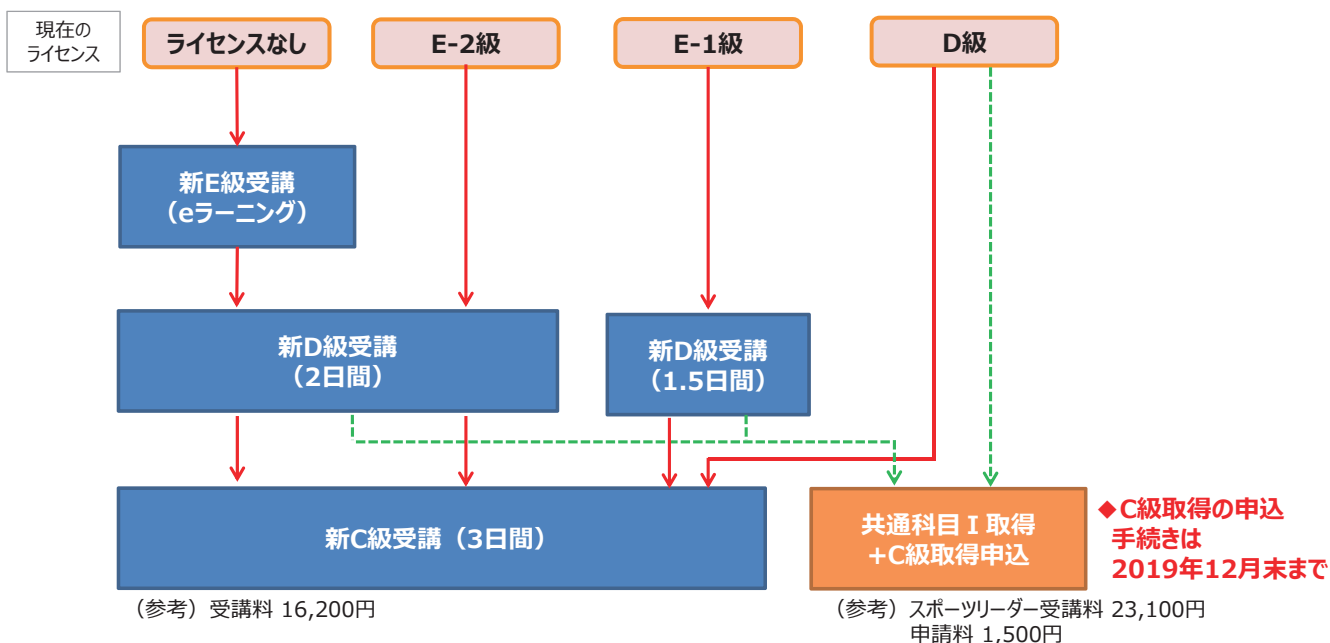 現在の
ライセンス
ライセンスなし
E-2級
E-1級
D級
新E級受講
（eラーニング）
新D級受講
（2日間）
新D級受講
（1.5日間）
新C級受講（3日間）
共通科目Ⅰ取得
+C級取得申込
◆C級取得の申込
手続きは
2019年12月末まで
（参考）受講料 16,200円
（参考）スポーツリーダー受講料 23,100円
申請料 1,500円